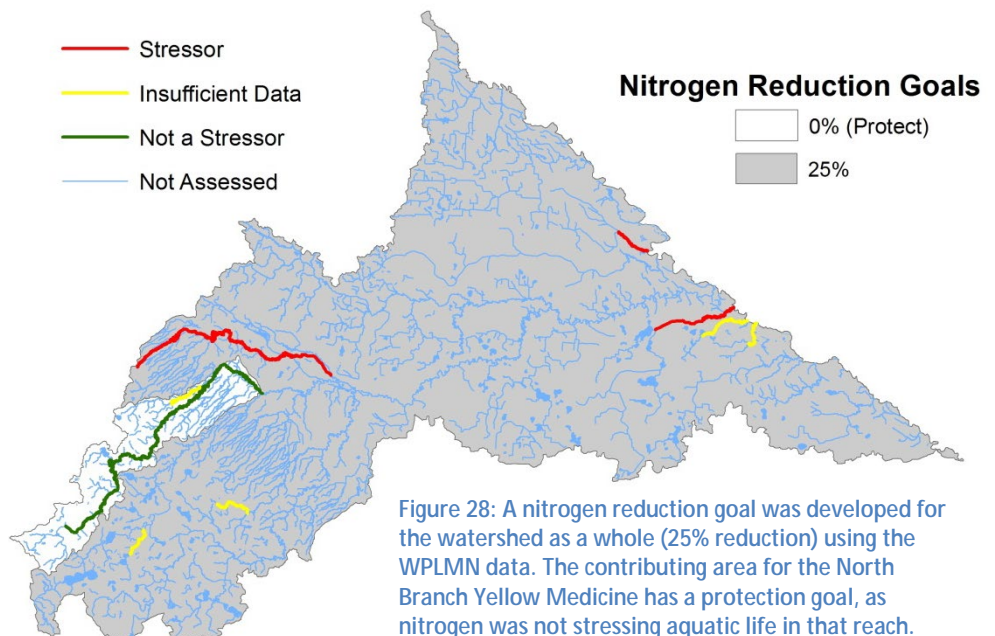 Stressor
Insufficient Data
Not a Stressor
Not Assessed
Nitrogen Reduction Goals
0% (Protect)
25%
Figure 28: A nitrogen reduction goal was developed for
the watershed as a whole (25% reduction) using the
WPLMN data. The contributing area for the North
Branch Yellow Medicine has a protection goal, as
nitrogen was not stressing aquatic life in that reach.